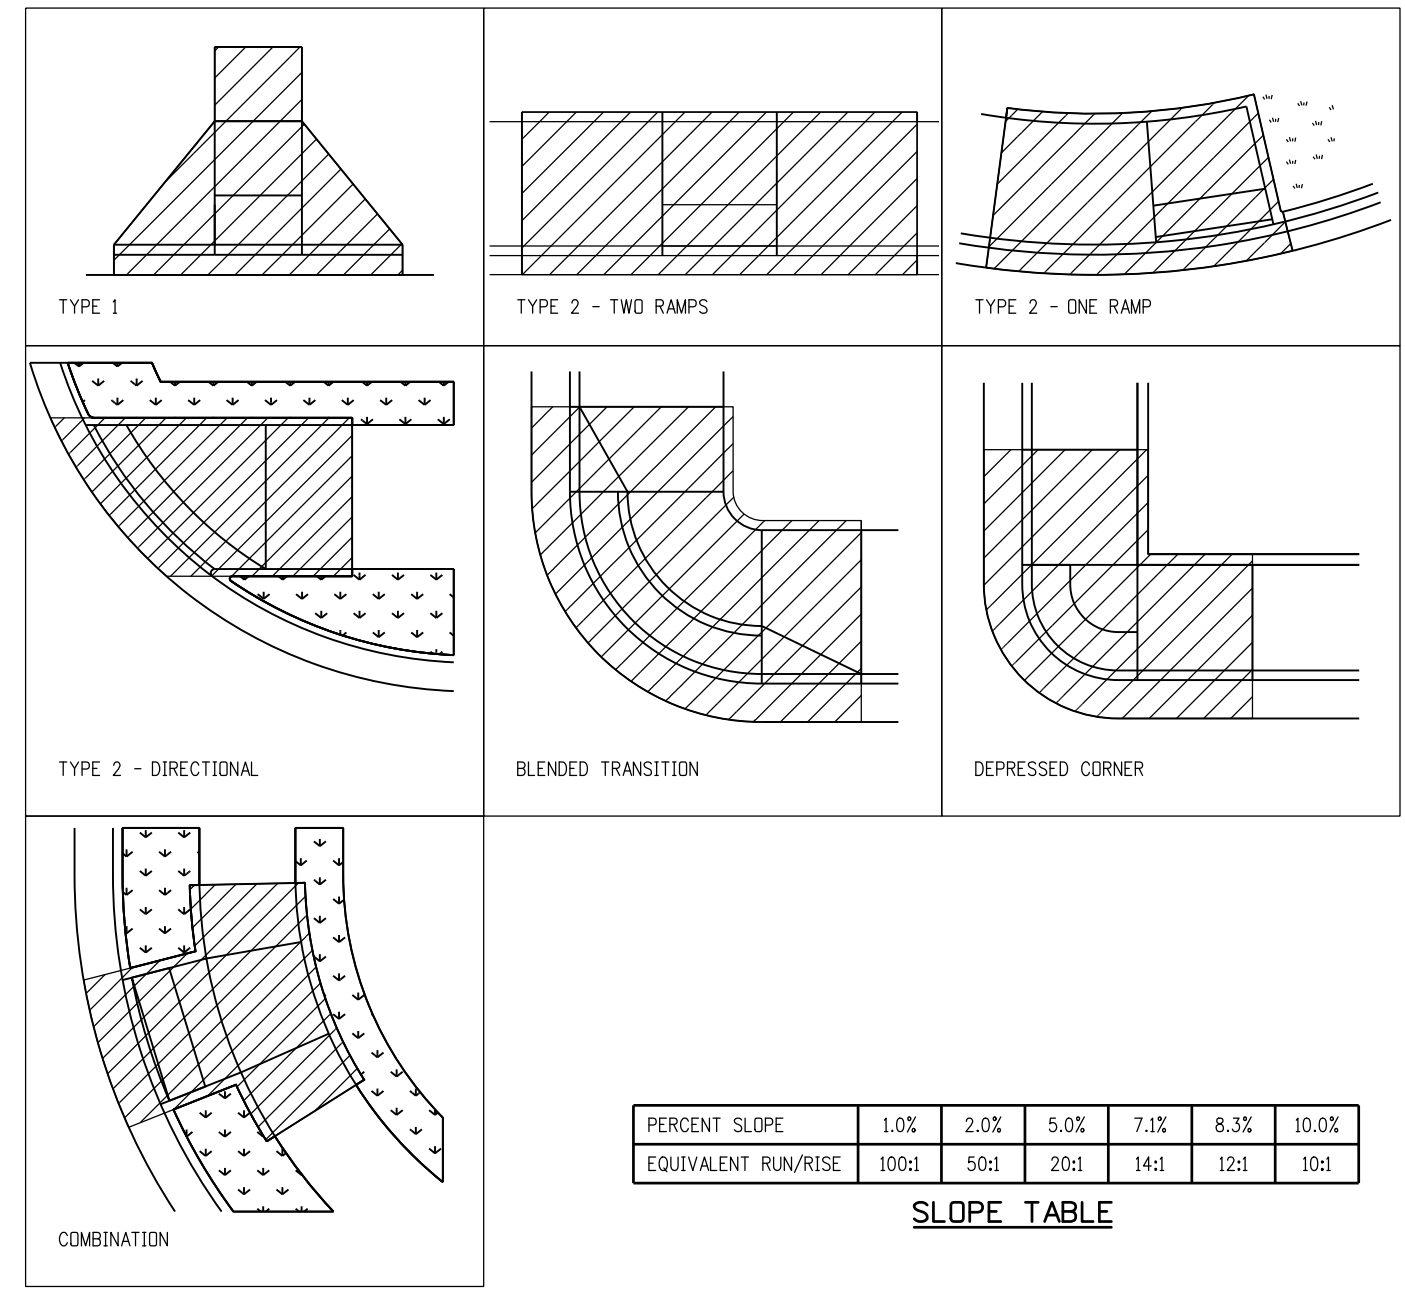 TYPE 1
TYPE 2 - TWO RAMPS
TYPE 2 - ONE RAMP
TYPE 2 - DIRECTIONAL
BLENDED TRANSITION
DEPRESSED CORNER
COMBINATION
PERCENT SLOPE 1.0% 2.0% 5.0% 7.1% 8.3% 10.0%
EQUIVALENT RUN/RISE 100:1 50:1 20:1 14:1 12:1 10:1
SLOPE TABLE